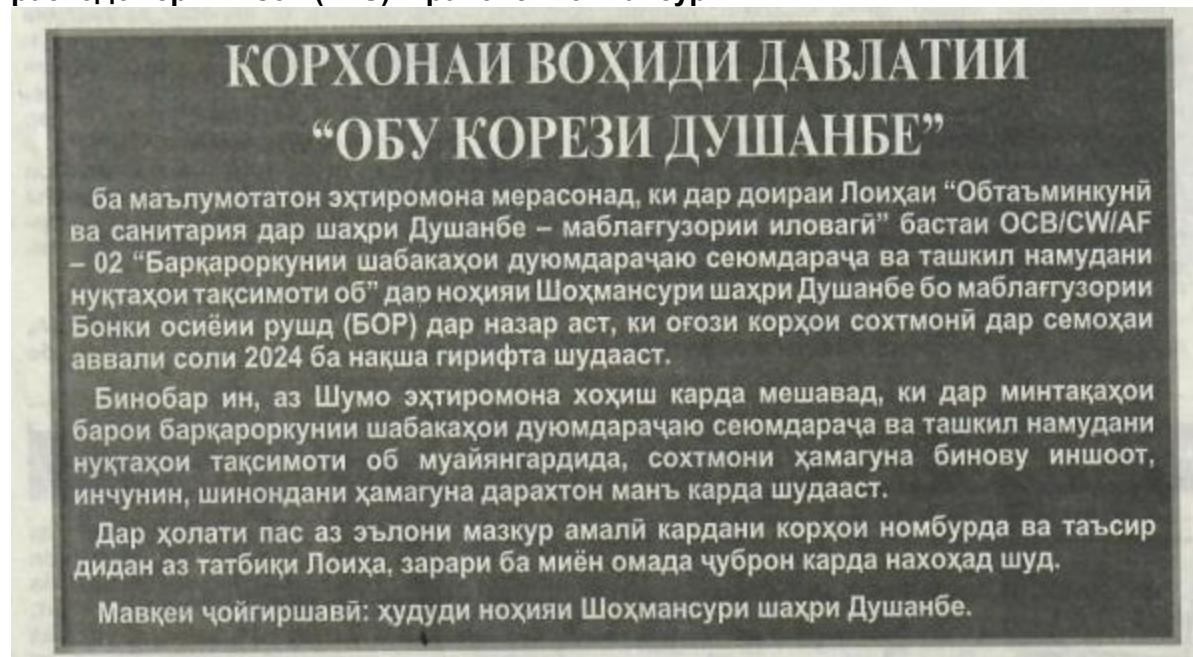 КОРХОНАИ ВОҲИДИ ДАВЛАТИИ
“ОБУ КОРЕЗИ ДУШАНБЕ”
ба маълумотатон эҳтиромона мерасонад, ки дар доираи Лоиҳаи “Обтаъминкунӣ
ва санитария дар шаҳри Душанбе – маблағгузории иловагӣ” бастаи OCB/CW/AF
– 02 “Барқароркунии шабакаҳои дуюмдараҷаю сеюмдараҷа ва ташкил намудани
нуқтаҳои тақсимоти об” дар ноҳияи Шоҳмансури шаҳри Душанбе бо маблағгузории
Бонки осиёии рушд (БОР) дар назар аст, ки оғози корҳои сохтмонӣ дар семоҳаи
аввали соли 2024 ба нақша гирифта шудааст.
Бинобар ин, аз Шумо эҳтиромона хоҳиш карда мешавад, ки дар минтақаҳои
барои барқароркунии шабакаҳои дуюмдараҷаю сеюмдараҷа ва ташкил намудани
нуқтаҳои тақсимоти об муайянгардида, сохтмони ҳамагуна бинову иншоот,
инчунин, шинондани ҳамагуна дарахтон манъ карда шудааст.
Дар ҳолати пас аз эълони мазкур амалӣ кардани корҳои номбурда ва таъсир
дидан аз татбиқи Лоиҳа, зарари ба миён омада ҷуброн карда нахоҳад шуд.
Мавқеи ҷойгиршавӣ: ҳудуди ноҳияи Шоҳмансури шаҳри Душанбе.